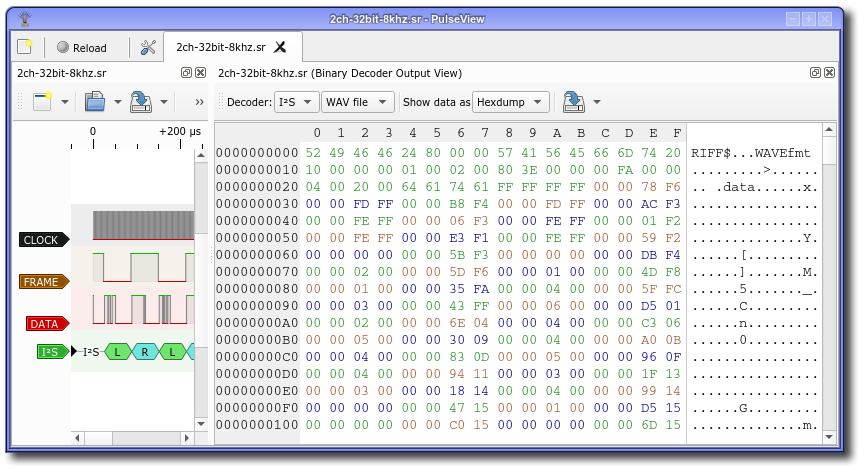 2ch-32bit-8khz.sr - PulseView
Reload
2ch-32bit-8khz.sr
2ch-32bit-8khz.sr
2ch-32bit-8khz.sr (Binary Decoder Output View)
Decoder: I²S WAV file Show data as Hexdump
0 +200 µs
CLOCK
FRAME
DATA
I²S I²S L R L
0 1 2 3 4 5 6 7 8 9 A B C D E F
0000000000 52 49 46 46 24 80 00 00 57 41 56 45 66 6D 74 20 RIFF$...WAVEfmt
0000000010 10 00 00 00 01 00 02 00 80 3E 00 00 00 FA 00 00 .........>......
0000000020 04 00 20 00 64 61 74 61 FF FF FF FF 00 00 78 F6 .. .data......x.
0000000030 00 00 FD FF 00 00 B8 F4 00 00 FD FF 00 00 AC F3 ................
0000000040 00 00 FE FF 00 00 06 F3 00 00 FE FF 00 00 01 F2 ................
0000000050 00 00 FE FF 00 00 E3 F1 00 00 FE FF 00 00 59 F2 ..............Y.
0000000060 00 00 00 00 00 00 5B F3 00 00 00 00 00 00 DB F4 ......[.........
0000000070 00 00 02 00 00 00 5D F6 00 00 01 00 00 00 4D F8 ......].......M.
0000000080 00 00 01 00 00 00 35 FA 00 00 04 00 00 00 5F FC ......5......._.
0000000090 00 00 03 00 00 00 43 FF 00 00 06 00 00 00 D5 01 ......C.........
00000000A0 00 00 02 00 00 00 6E 04 00 00 04 00 00 00 C3 06 ......n.........
00000000B0 00 00 05 00 00 00 30 09 00 00 04 00 00 00 A0 0B ......0.........
00000000C0 00 00 04 00 00 00 83 0D 00 00 05 00 00 00 96 0F ................
00000000D0 00 00 04 00 00 00 94 11 00 00 03 00 00 00 1F 13 ................
00000000E0 00 00 03 00 00 00 18 14 00 00 04 00 00 00 99 14 ................
00000000F0 00 00 00 00 00 00 47 15 00 00 01 00 00 00 D5 15 ......G.........
0000000100 00 00 00 00 00 00 C0 15 00 00 00 00 00 00 6D 15 ..............m.